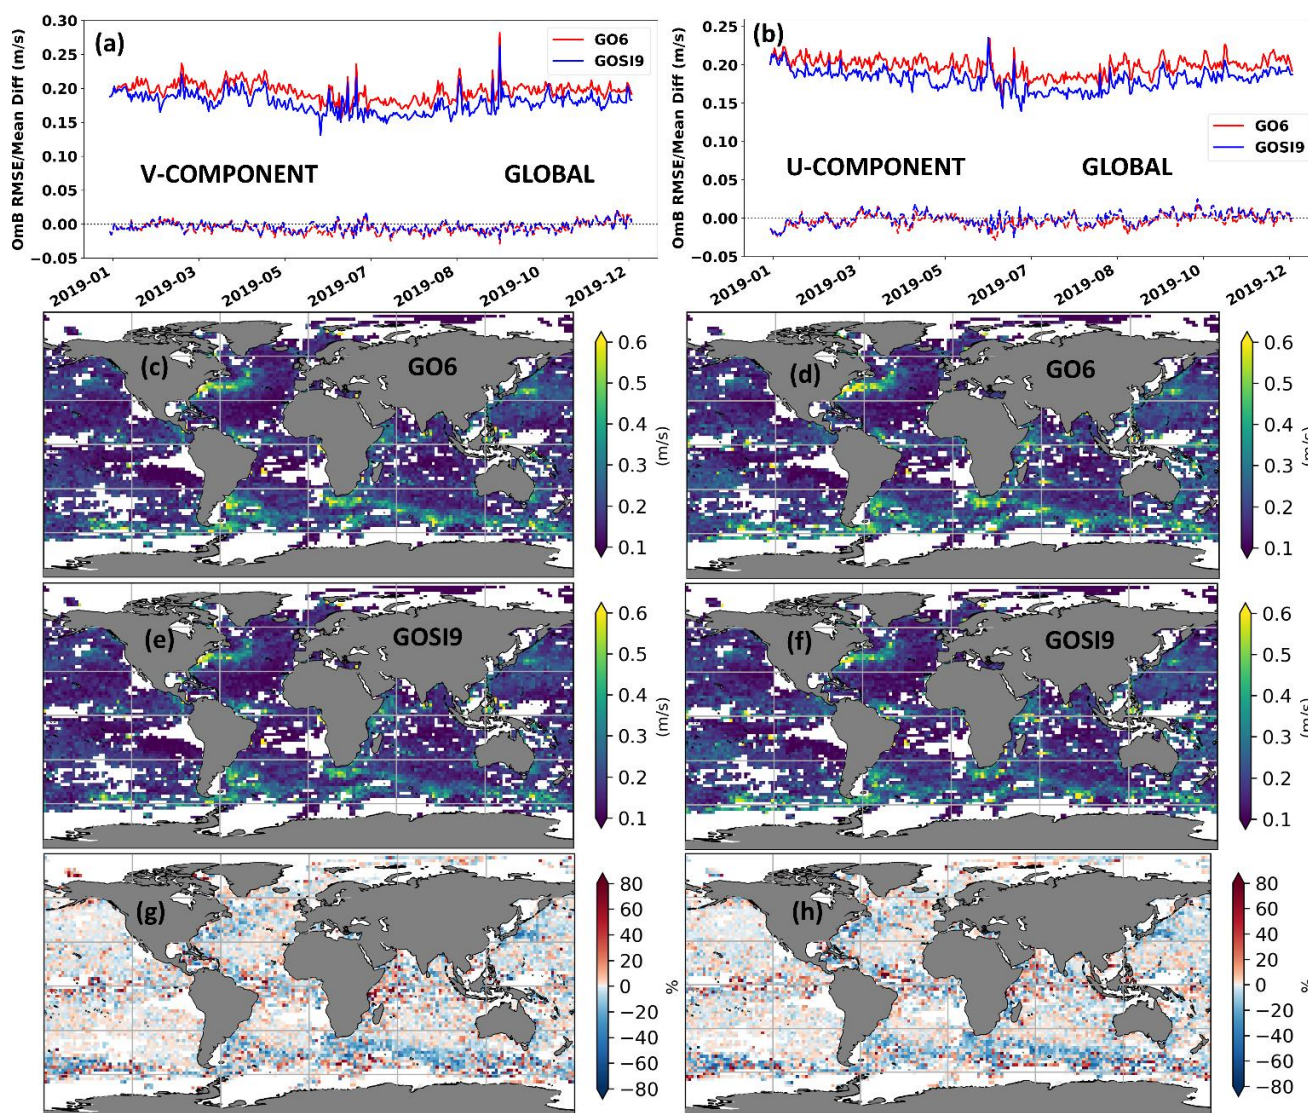 (a)
GO6
GOSI9
OmB RMSE/Mean Diff (m/s)
0.30
0.25
0.20
0.15
0.10
0.05
0.00
−0.05
V-COMPONENT GLOBAL
2019-01 2019-03 2019-05 2019-07 2019-08 2019-10 2019-12
(b)
OmB RMSE/Mean Diff (m/s)
0.25
0.20
0.15
0.10
0.05
0.00
−0.05
GO6
GOSI9
U-COMPONENT GLOBAL
2019-01 2019-03 2019-05 2019-07 2019-08 2019-10 2019-12
(c) GO6
0.6
0.5
0.4
0.3
0.2
0.1
(m/s)
(d) GO6
0.6
0.5
0.4
0.3
0.2
0.1
(m/s)
(e) GOSI9
0.6
0.5
0.4
0.3
0.2
0.1
(m/s)
(f) GOSI9
0.6
0.5
0.4
0.3
0.2
0.1
(m/s)
(g)
80
60
40
20
0
−20
−40
−60
−80
%
(h)
80
60
40
20
0
−20
−40
−60
−80
%